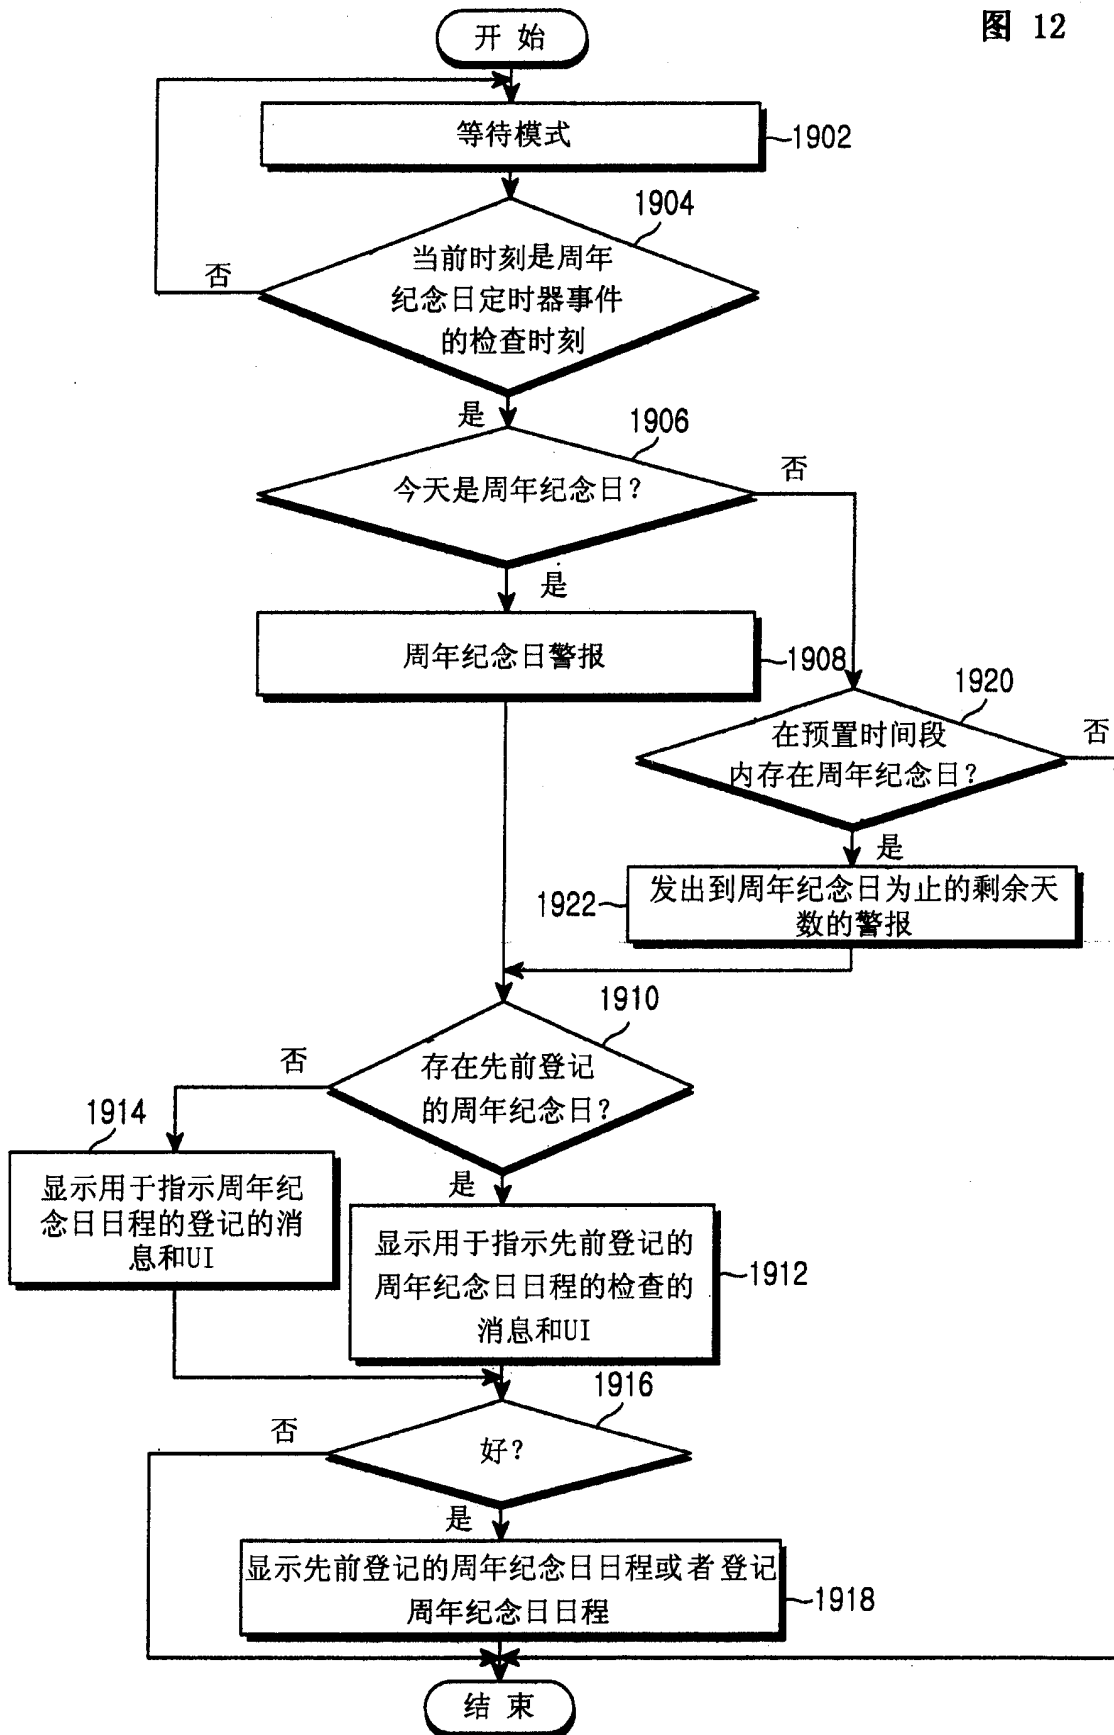 图 12
开 始
等待模式
1902
1904
当前时刻是周年
纪念日定时器事件
的检查时刻
否
是
1906
今天是周年纪念日?
否
是
周年纪念日警报
1908
1920
在预置时间段
内存在周年纪念日?
否
是
1922
发出到周年纪念日为止的剩余天
数的警报
1910
存在先前登记
的周年纪念日?
否
是
1914
显示用于指示周年纪
念日日程的登记的消
息和UI
显示用于指示先前登记的
周年纪念日日程的检查的
消息和UI
1912
1916
好?
否
是
显示先前登记的周年纪念日日程或者登记
周年纪念日日程
1918
结 束